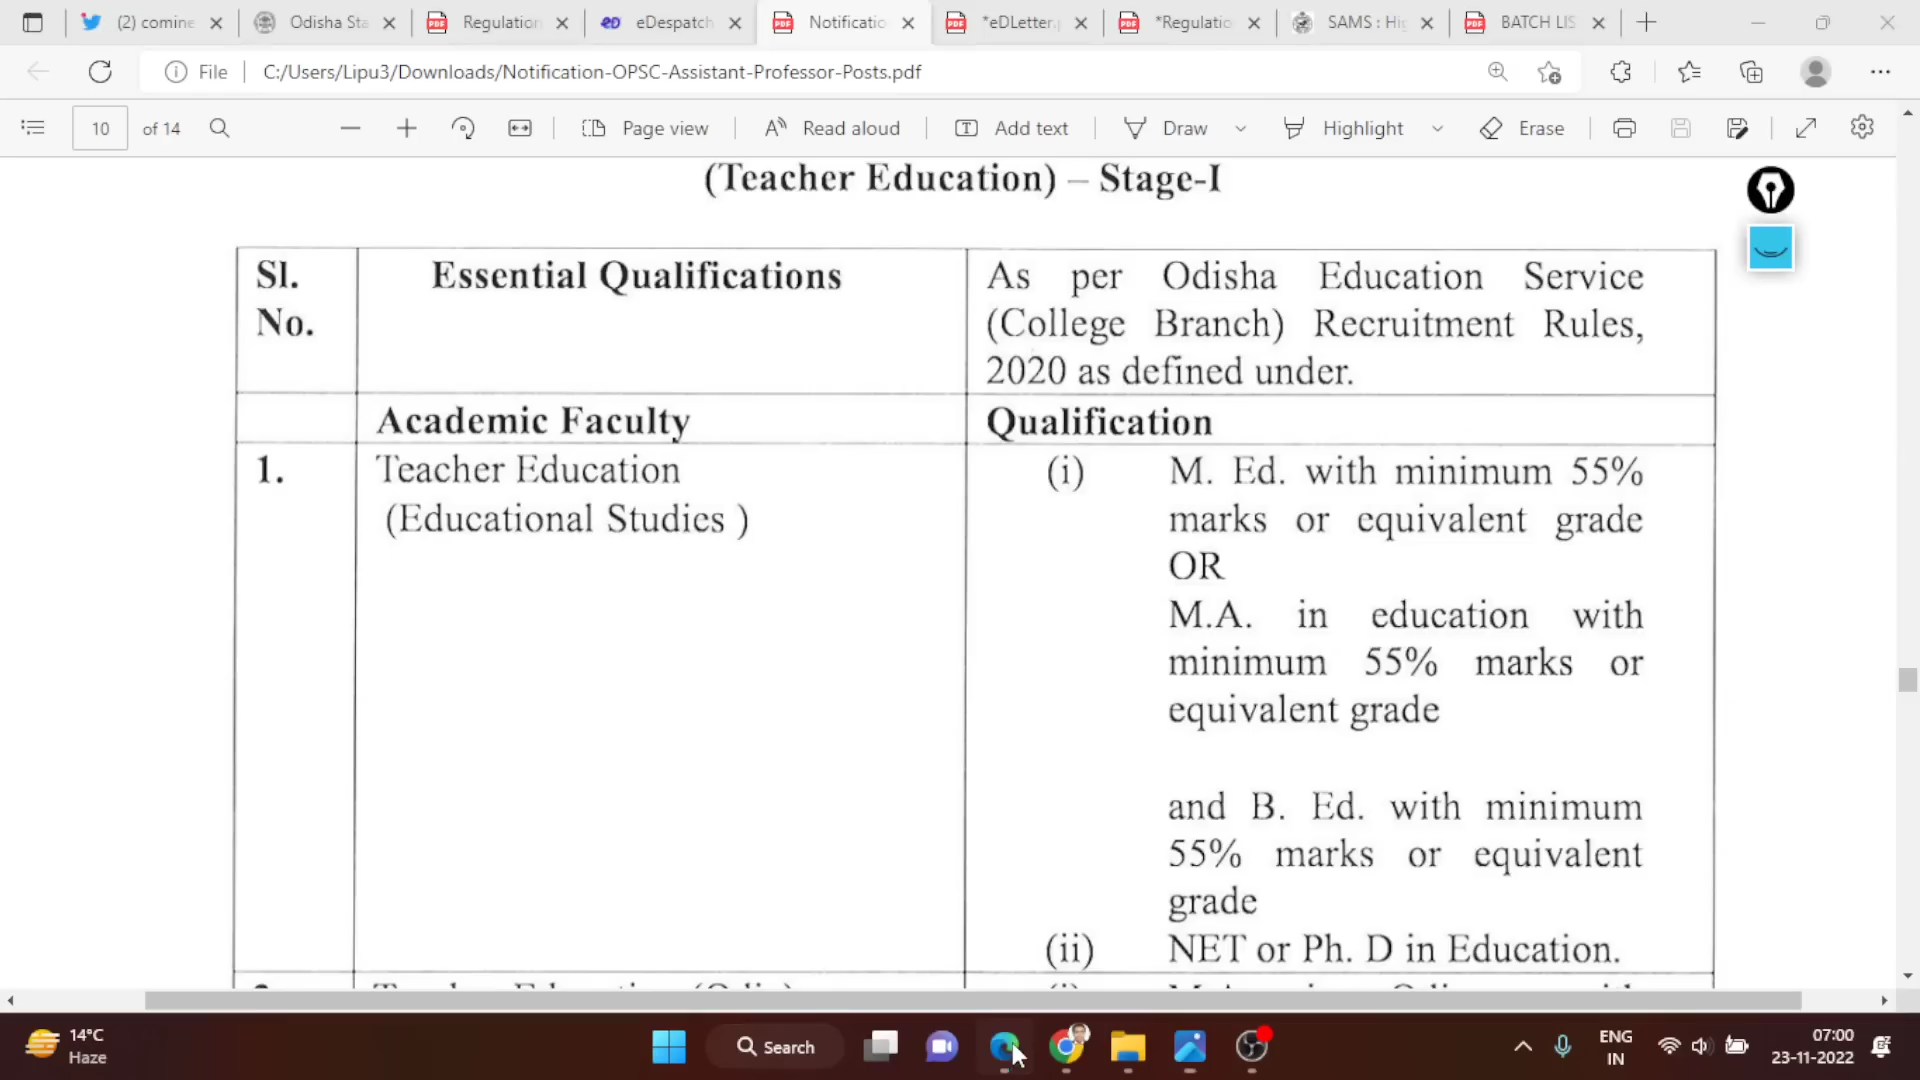 (2) comine
Odisha Sta
Regulation
eDespatch
Notificatio
*eDLetter.p
*Regulatio
SAMS : Hig
BATCH LIS
File
C:/Users/Lipu3/Downloads/Notification-OPSC-Assistant-Professor-Posts.pdf
10 of 14
Page view
Read aloud
Add text
Draw
Highlight
Erase
(Teacher Education) – Stage-I
Sl. No.
Essential Qualifications
As per Odisha Education Service
(College Branch) Recruitment Rules,
2020 as defined under.
Academic Faculty
Qualification
1.
Teacher Education
(Educational Studies )
(i) M. Ed. with minimum 55%
marks or equivalent grade
OR
M.A. in education with
minimum 55% marks or
equivalent grade
and B. Ed. with minimum
55% marks or equivalent
grade
(ii) NET or Ph. D in Education.
14°C
Haze
Search
ENG
IN
07:00
23-11-2022